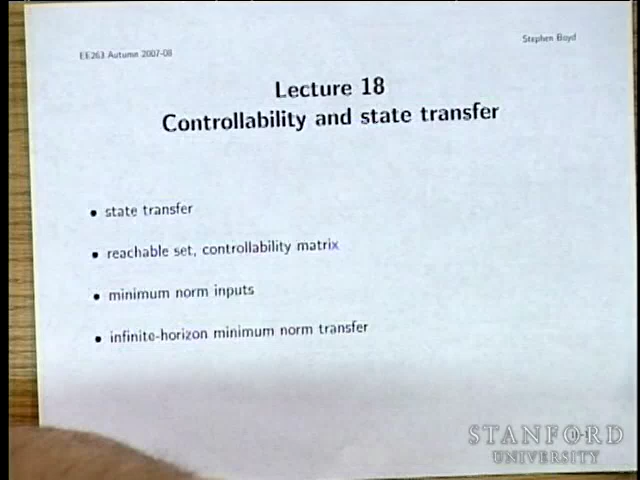 EE263 Autumn 2007-08
Stephen Boyd
Lecture 18
Controllability and state transfer
• state transfer
• reachable set, controllability matrix
• minimum norm inputs
• infinite-horizon minimum norm transfer
STANFORD
UNIVERSITY